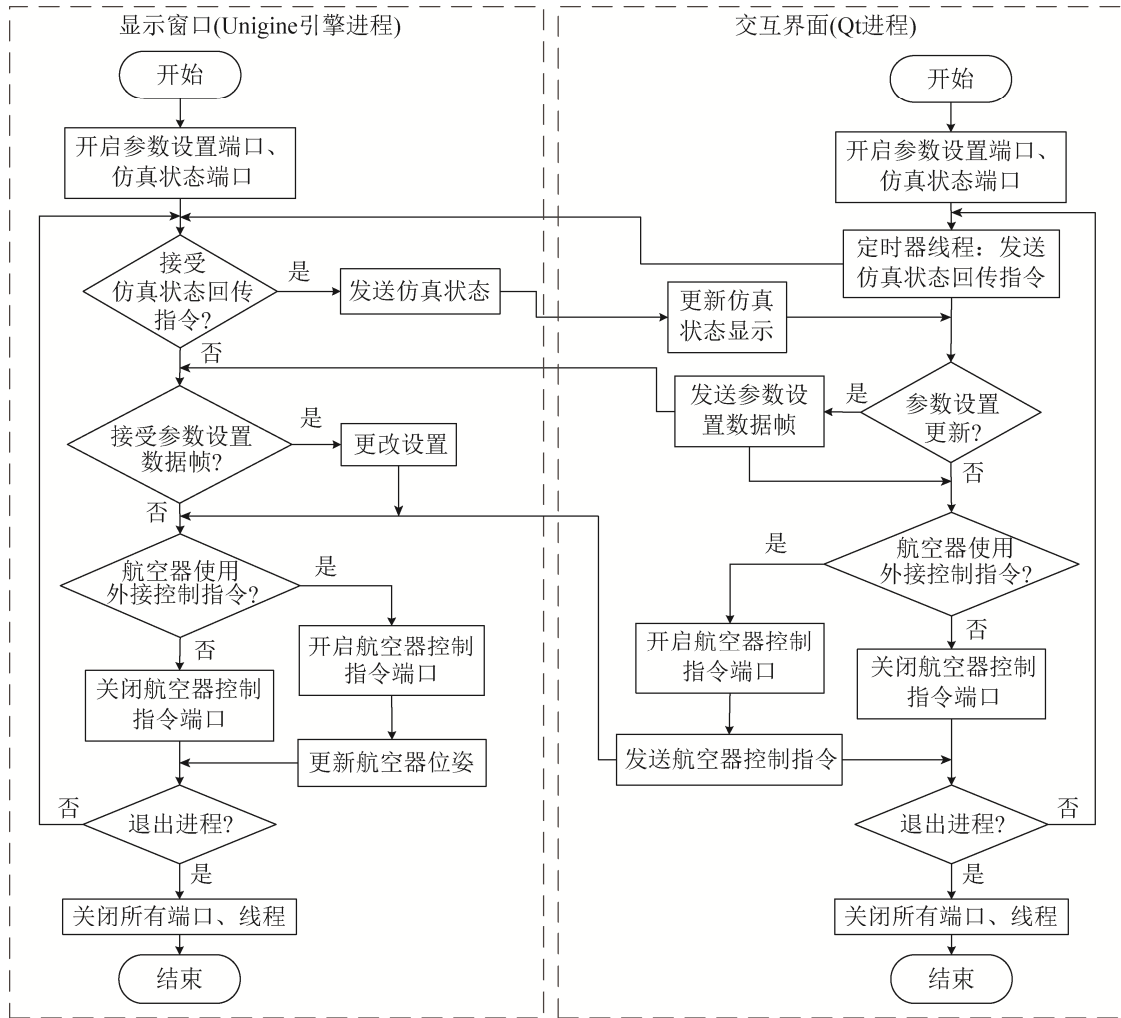 显示窗口(Unigine引擎进程)
开始
开启参数设置端口、
仿真状态端口
接受
仿真状态回传
指令?
是
发送仿真状态
否
接受参数设置
数据帧?
是
更改设置
否
航空器使用
外接控制指令?
是
开启航空器控制
指令端口
否
关闭航空器控制
指令端口
更新航空器位姿
退出进程?
否
是
关闭所有端口、线程
结束
交互界面(Qt进程)
开始
开启参数设置端口、
仿真状态端口
定时器线程：发送
仿真状态回传指令
更新仿真
状态显示
参数设置
更新?
是
发送参数设
置数据帧
否
航空器使用
外接控制指令?
是
开启航空器控制
指令端口
否
关闭航空器控制
指令端口
发送航空器控制指令
退出进程?
否
是
关闭所有端口、线程
结束